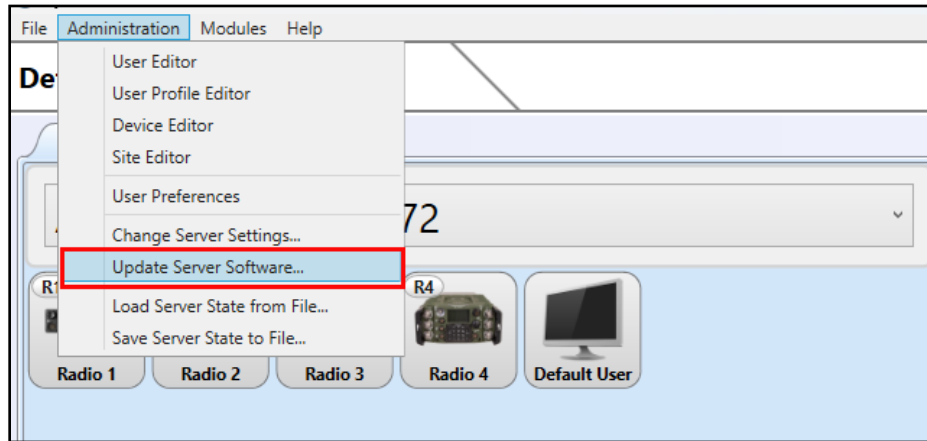 File Administration Modules Help
De
User Editor
User Profile Editor
Device Editor
Site Editor
User Preferences
72
Change Server Settings...
Update Server Software...
Load Server State from File...
Save Server State to File...
R1 R4
Radio 1 Radio 2 Radio 3 Radio 4 Default User